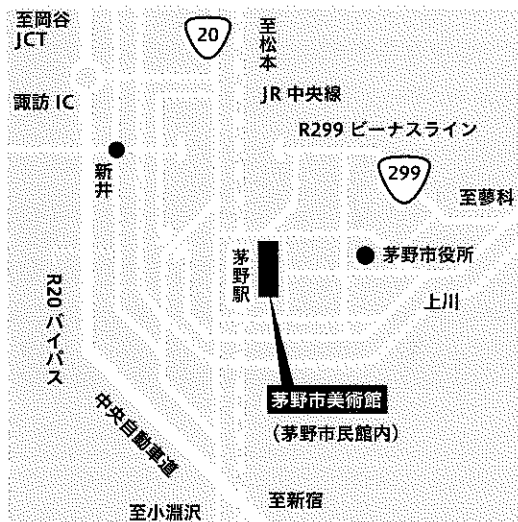 至岡谷
JCT
20
至松本
諏訪 IC
JR 中央線
R299 ビーナスライン
新井
299
至蓼科
茅野駅
茅野市役所
R20 バイパス
上川
茅野市美術館
（茅野市民館内）
中央自動車道
至新宿
至小淵沢